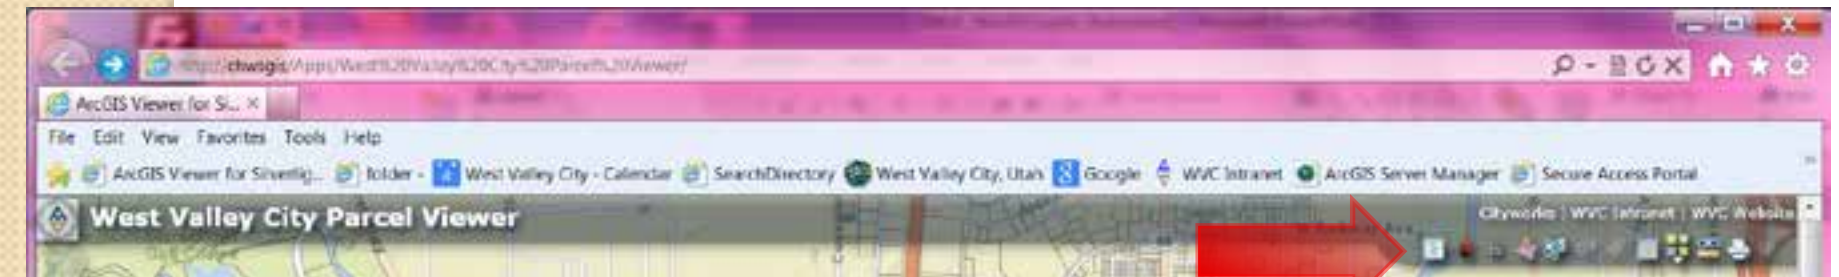 chwsgis/Apps/West%20Valley%20City%20Parcel%20Viewer/
ArcGIS Viewer for Si... ×
File Edit View Favorites Tools Help
ArcGIS Viewer for Silverlig... folder - West Valley City - Calendar SearchDirectory West Valley City, Utah Google WVC Intranet ArcGIS Server Manager Secure Access Portal
West Valley City Parcel Viewer
Cityworks | WVC Intranet | WVC Website